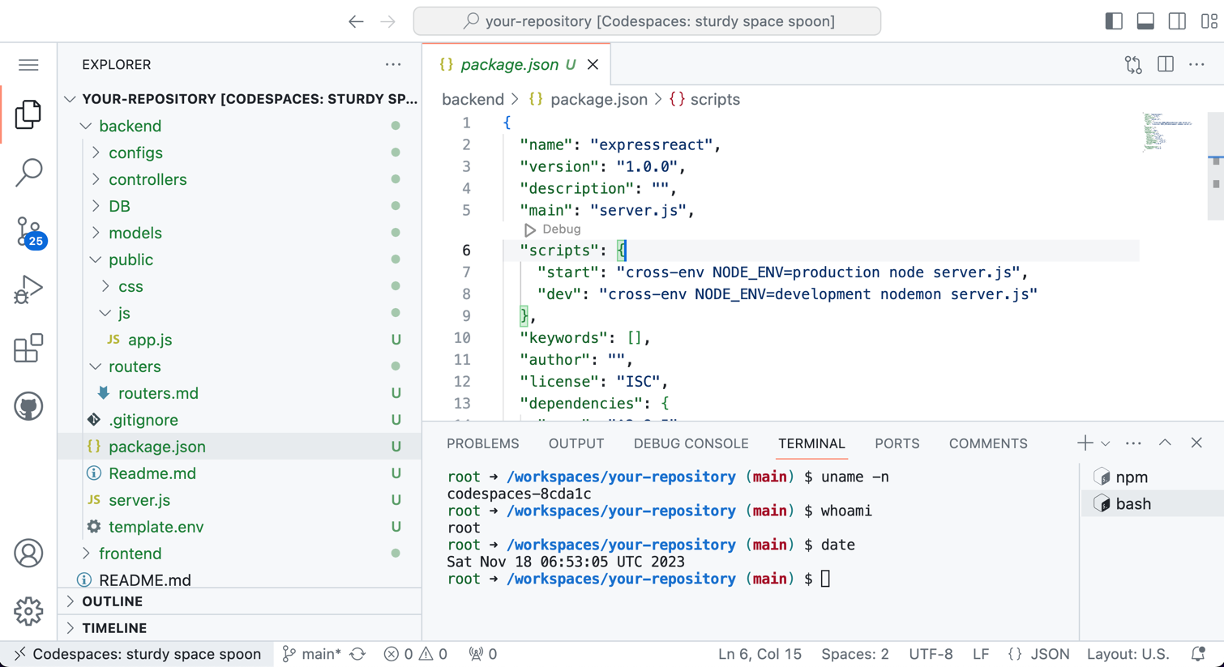 your-repository [Codespaces: sturdy space spoon]
EXPLORER
YOUR-REPOSITORY [CODESPACES: STURDY SP...
backend
configs
controllers
DB
models
public
css
js
JS app.js U
routers
routers.md U
.gitignore U
{} package.json U
Readme.md U
JS server.js U
template.env U
frontend
README.md
OUTLINE
TIMELINE
25
{} package.json U
backend > {} package.json > {} scripts
1 {
2 "name": "expressreact",
3 "version": "1.0.0",
4 "description": "",
5 "main": "server.js",
Debug
6 "scripts": {
7 "start": "cross-env NODE_ENV=production node server.js",
8 "dev": "cross-env NODE_ENV=development nodemon server.js"
9 },
10 "keywords": [],
11 "author": "",
12 "license": "ISC",
13 "dependencies": {
PROBLEMS OUTPUT DEBUG CONSOLE TERMINAL PORTS COMMENTS
root ➜ /workspaces/your-repository (main) $ uname -n
codespaces-8cda1c
root ➜ /workspaces/your-repository (main) $ whoami
root
root ➜ /workspaces/your-repository (main) $ date
Sat Nov 18 06:53:05 UTC 2023
root ➜ /workspaces/your-repository (main) $
npm
bash
Codespaces: sturdy space spoon main* 0 0 0 Ln 6, Col 15 Spaces: 2 UTF-8 LF {} JSON Layout: U.S.